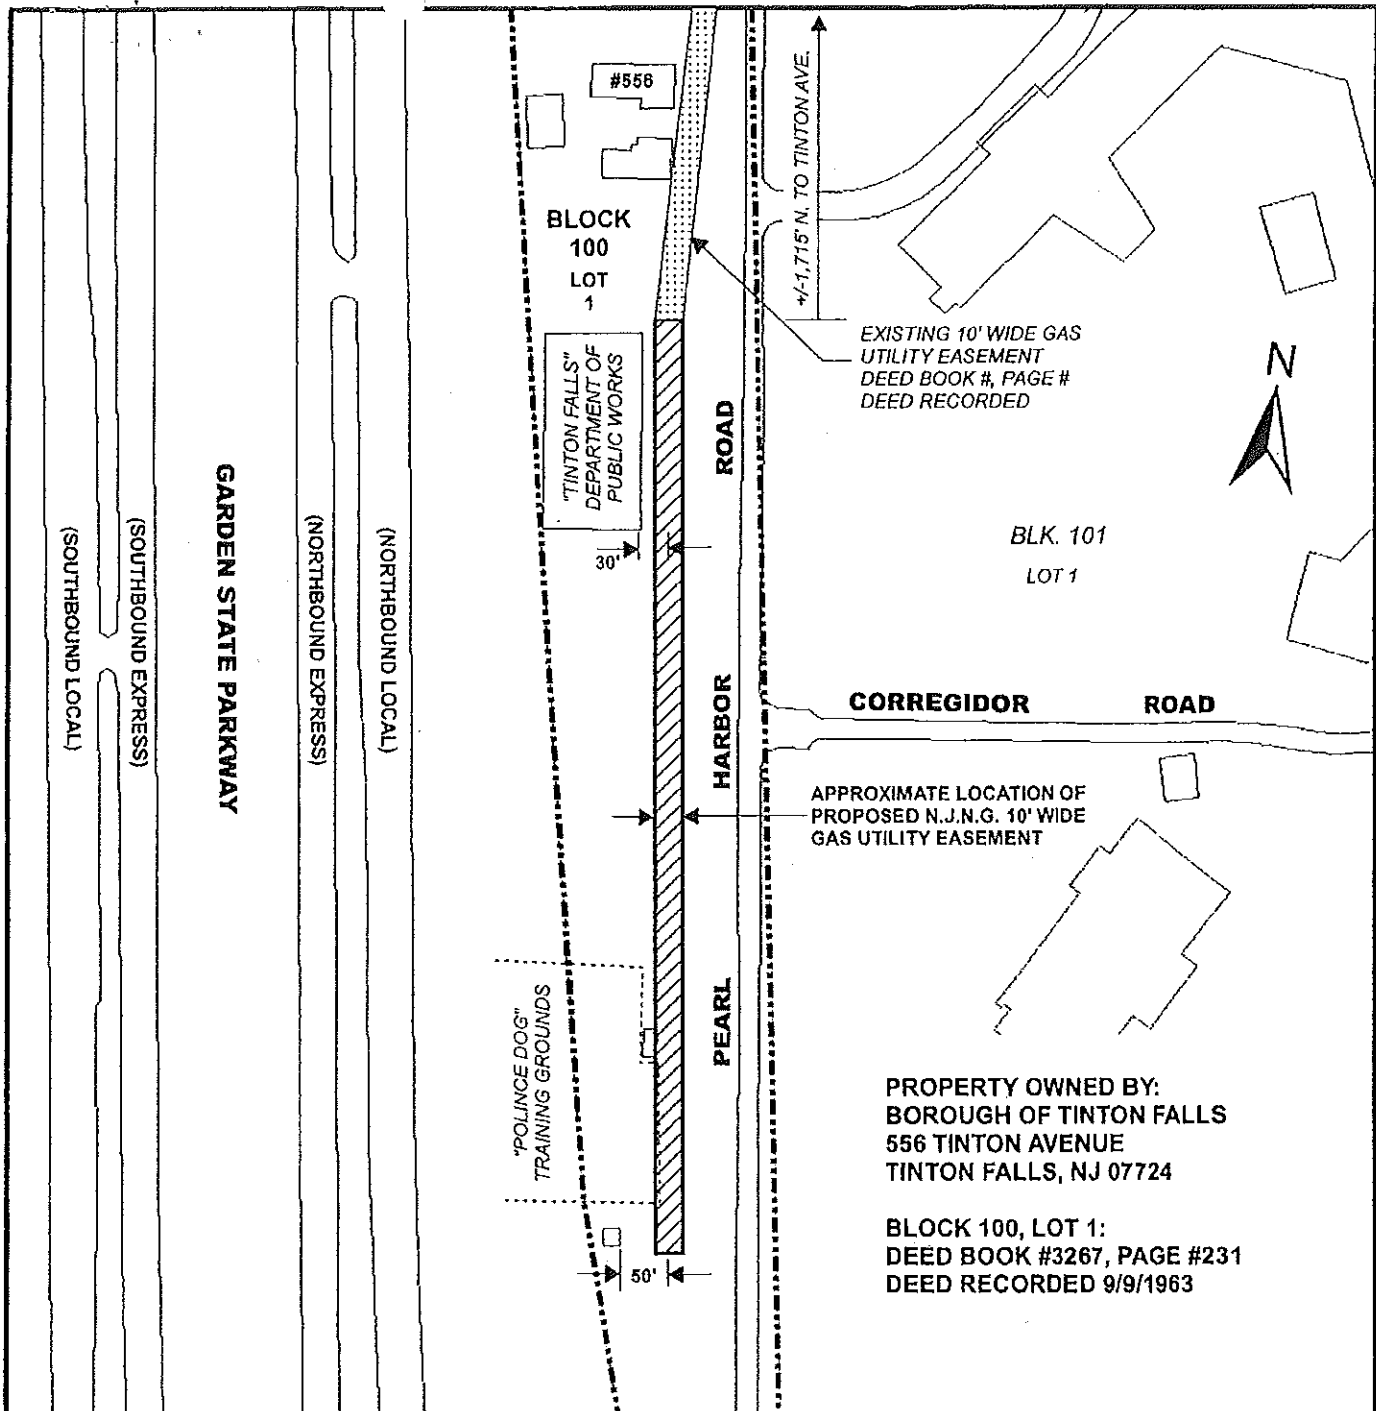 #556
BLOCK
100
LOT
1
+/-1,715' N. TO TINTON AVE.
EXISTING 10' WIDE GAS
UTILITY EASEMENT
DEED BOOK #, PAGE #
DEED RECORDED
N
"TINTON FALLS"
DEPARTMENT OF
PUBLIC WORKS
30'
BLK. 101
LOT 1
GARDEN STATE PARKWAY
(SOUTHBOUND LOCAL)
(SOUTHBOUND EXPRESS)
(NORTHBOUND EXPRESS)
(NORTHBOUND LOCAL)
PEARL HARBOR ROAD
CORREGIDOR ROAD
APPROXIMATE LOCATION OF
PROPOSED N.J.N.G. 10' WIDE
GAS UTILITY EASEMENT
"POLINCE DOG"
TRAINING GROUNDS
50'
PROPERTY OWNED BY:
BOROUGH OF TINTON FALLS
556 TINTON AVENUE
TINTON FALLS, NJ 07724
BLOCK 100, LOT 1:
DEED BOOK #3267, PAGE #231
DEED RECORDED 9/9/1963